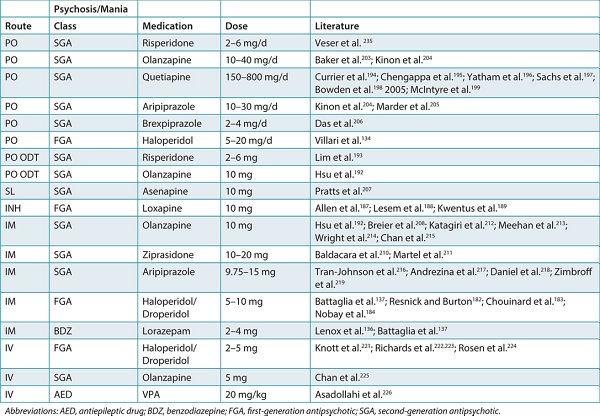 Psychosis/Mania
Route Class Medication Dose Literature
PO SGA Risperidone 2–6 mg/d Veser et al. 235
PO SGA Olanzapine 10–40 mg/d Baker et al.203; Kinon et al.204
PO SGA Quetiapine 150–800 mg/d Currier et al.194; Chengappa et al.195; Yatham et al.196; Sachs et al.197;
Bowden et al.198 2005; McIntyre et al.199
PO SGA Aripiprazole 10–30 mg/d Kinon et al.204; Marder et al.205
PO SGA Brexpiprazole 2–4 mg/d Das et al.206
PO FGA Haloperidol 5–20 mg/d Villari et al.134
PO ODT SGA Risperidone 2–6 mg Lim et al.193
PO ODT SGA Olanzapine 10 mg Hsu et al.192
SL SGA Asenapine 10 mg Pratts et al.207
INH FGA Loxapine 10 mg Allen et al.187; Lesem et al.188; Kwentus et al.189
IM SGA Olanzapine 10 mg Hsu et al.192; Breier et al.208; Katagiri et al.212; Meehan et al.213;
Wright et al.214; Chan et al.215
IM SGA Ziprasidone 10–20 mg Baldacara et al.210; Martel et al.211
IM SGA Aripiprazole 9.75–15 mg Tran-Johnson et al.216; Andrezina et al.217; Daniel et al.218; Zimbroff
et al.219
IM FGA Haloperidol/ 5–10 mg Battaglia et al.137; Resnick and Burton182; Chouinard et al.183;
Droperidol Nobay et al.184
IM BDZ Lorazepam 2–4 mg Lenox et al.136; Battaglia et al.137
IV FGA Haloperidol/ 2–5 mg Knott et al.221; Richards et al.222,223; Rosen et al.224
Droperidol
IV SGA Olanzapine 5 mg Chan et al.225
IV AED VPA 20 mg/kg Asadollahi et al.226
Abbreviations: AED, antiepileptic drug; BDZ, benzodiazepine; FGA, first-generation antipsychotic; SGA, second-generation antipsychotic.